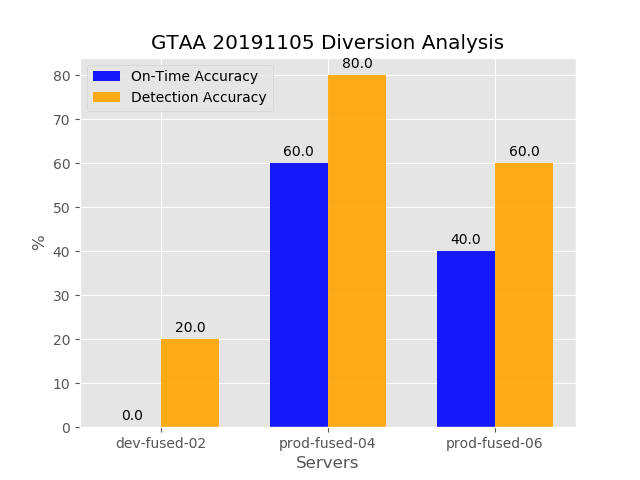 GTAA 20191105 Diversion Analysis
On-Time Accuracy
Detection Accuracy
%
80
70
60
50
40
30
20
10
0
0.0
20.0
60.0
80.0
40.0
60.0
dev-fused-02
prod-fused-04
prod-fused-06
Servers